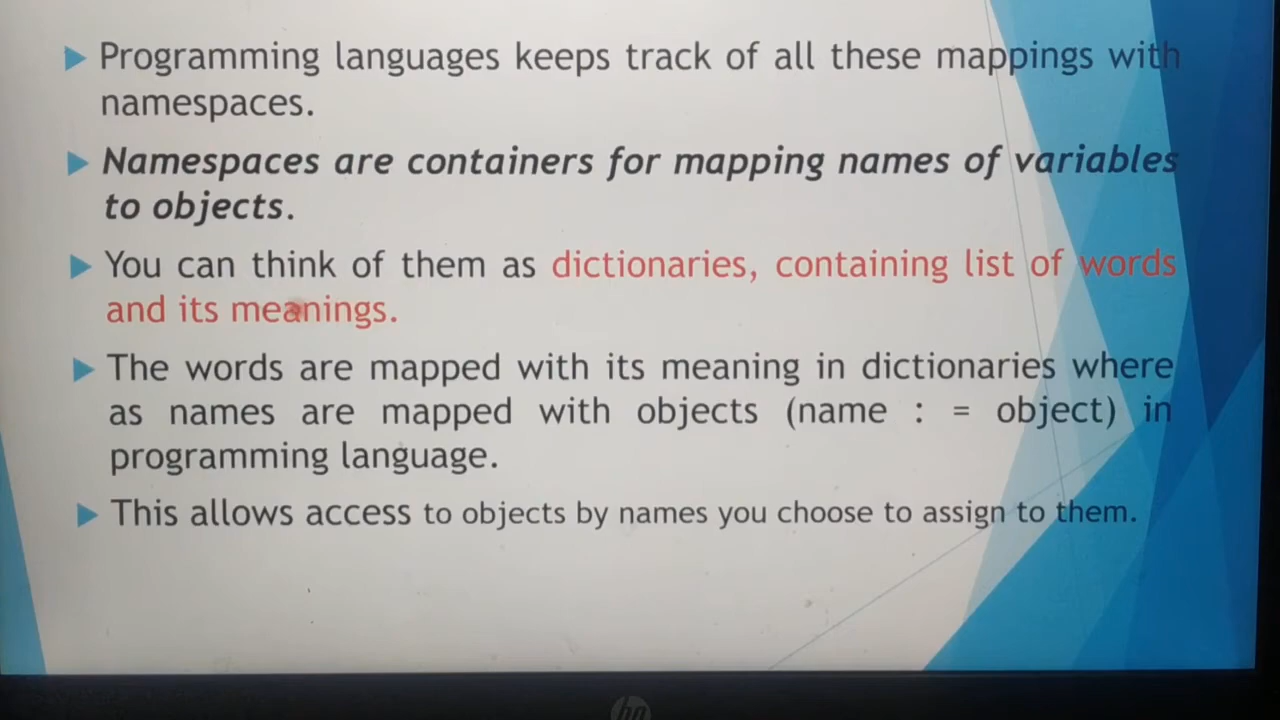 Programming languages keeps track of all these mappings with
namespaces.
Namespaces are containers for mapping names of variables
to objects.
You can think of them as dictionaries, containing list of words
and its meanings.
The words are mapped with its meaning in dictionaries where
as names are mapped with objects (name : = object) in
programming language.
This allows access to objects by names you choose to assign to them.
hp